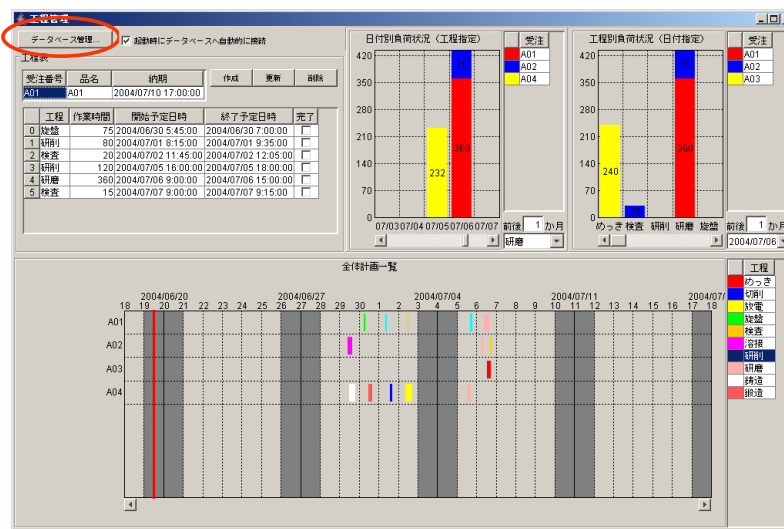 工程管理
データベース管理... 起動時にデータベースへ自動的に接続
工程表
受注番号 品名 納期 作成 更新 削除
A01 A01 2004/07/10 17:00:00
工程 作業時間 開始予定日時 終了予定日時 完了
0 旋盤 75 2004/06/30 5:45:00 2004/06/30 7:00:00
1 研削 80 2004/07/01 8:15:00 2004/07/01 9:35:00
2 検査 20 2004/07/02 11:45:00 2004/07/02 12:05:00
3 研削 120 2004/07/05 16:00:00 2004/07/05 18:00:00
4 研磨 360 2004/07/06 9:00:00 2004/07/06 15:00:00
5 検査 15 2004/07/07 9:00:00 2004/07/07 9:15:00
日付別負荷状況（工程指定）
420
350
280
210
140
70
0
75
360
232
07/03 07/04 07/05 07/06 07/07
受注
A01
A02
A04
前後 1 か月
研磨
工程別負荷状況（日付指定）
420
350
280
210
140
70
0
75
360
240
30
めっき 検査 研削 研磨 旋盤
受注
A01
A02
A03
前後 1 か月
2004/07/06
全体計画一覧
2004/06/20 2004/06/27 2004/07/04 2004/07/11 2004/07/
18 19 20 21 22 23 24 25 26 27 28 29 30 1 2 3 4 5 6 7 8 9 10 11 12 13 14 15 16 17 18
A01
A02
A03
A04
工程
めっき
切削
放電
旋盤
検査
溶接
研削
研磨
鋳造
鍛造